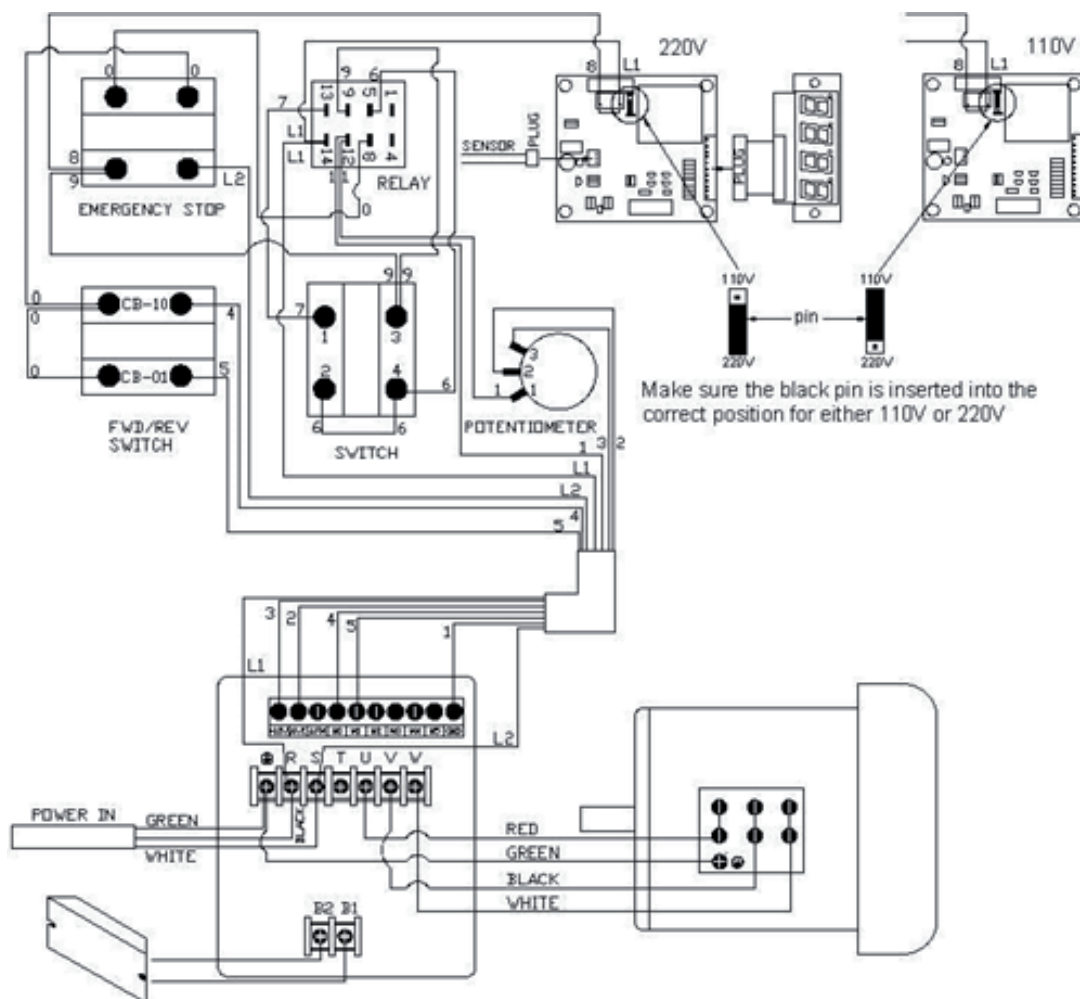 220V
110V
8 L1
8 L1
0 0
8
9
L2
EMERGENCY STOP
7
L1
L1
13 9 5 1
14 12 8 4
9 6
1 1
RELAY
0
SENSOR
PLUG
PLUG
110V
220V
pin
110V
220V
Make sure the black pin is inserted into the
correct position for either 110V or 220V
0
CB-10
4
0
0
CB-01
5
FWD/REV
SWITCH
9 9
7
1 3
2 4
6
6 6
SWITCH
3
2
1 1
POTENTIOMETER
1 3 2
L1
L2
4
5
3 2 4 5 1
L1
L2
R S T U V W
POWER IN
GREEN
BLACK
WHITE
RED
GREEN
BLACK
WHITE
B2 B1